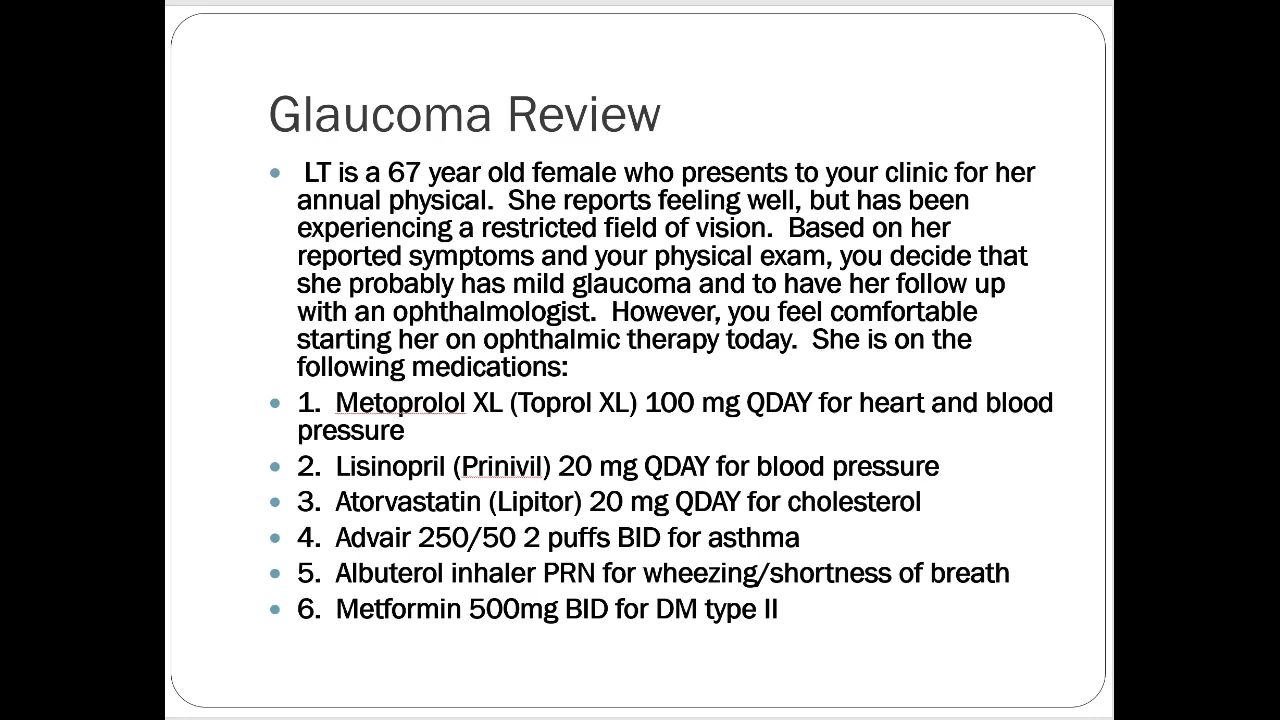 Glaucoma Review
• LT is a 67 year old female who presents to your clinic for her
annual physical.  She reports feeling well, but has been
experiencing a restricted field of vision.  Based on her
reported symptoms and your physical exam, you decide that
she probably has mild glaucoma and to have her follow up
with an ophthalmologist.  However, you feel comfortable
starting her on ophthalmic therapy today.  She is on the
following medications:
• 1.  Metoprolol XL (Toprol XL) 100 mg QDAY for heart and blood
pressure
• 2.  Lisinopril (Prinivil) 20 mg QDAY for blood pressure
• 3.  Atorvastatin (Lipitor) 20 mg QDAY for cholesterol
• 4.  Advair 250/50 2 puffs BID for asthma
• 5.  Albuterol inhaler PRN for wheezing/shortness of breath
• 6.  Metformin 500mg BID for DM type II